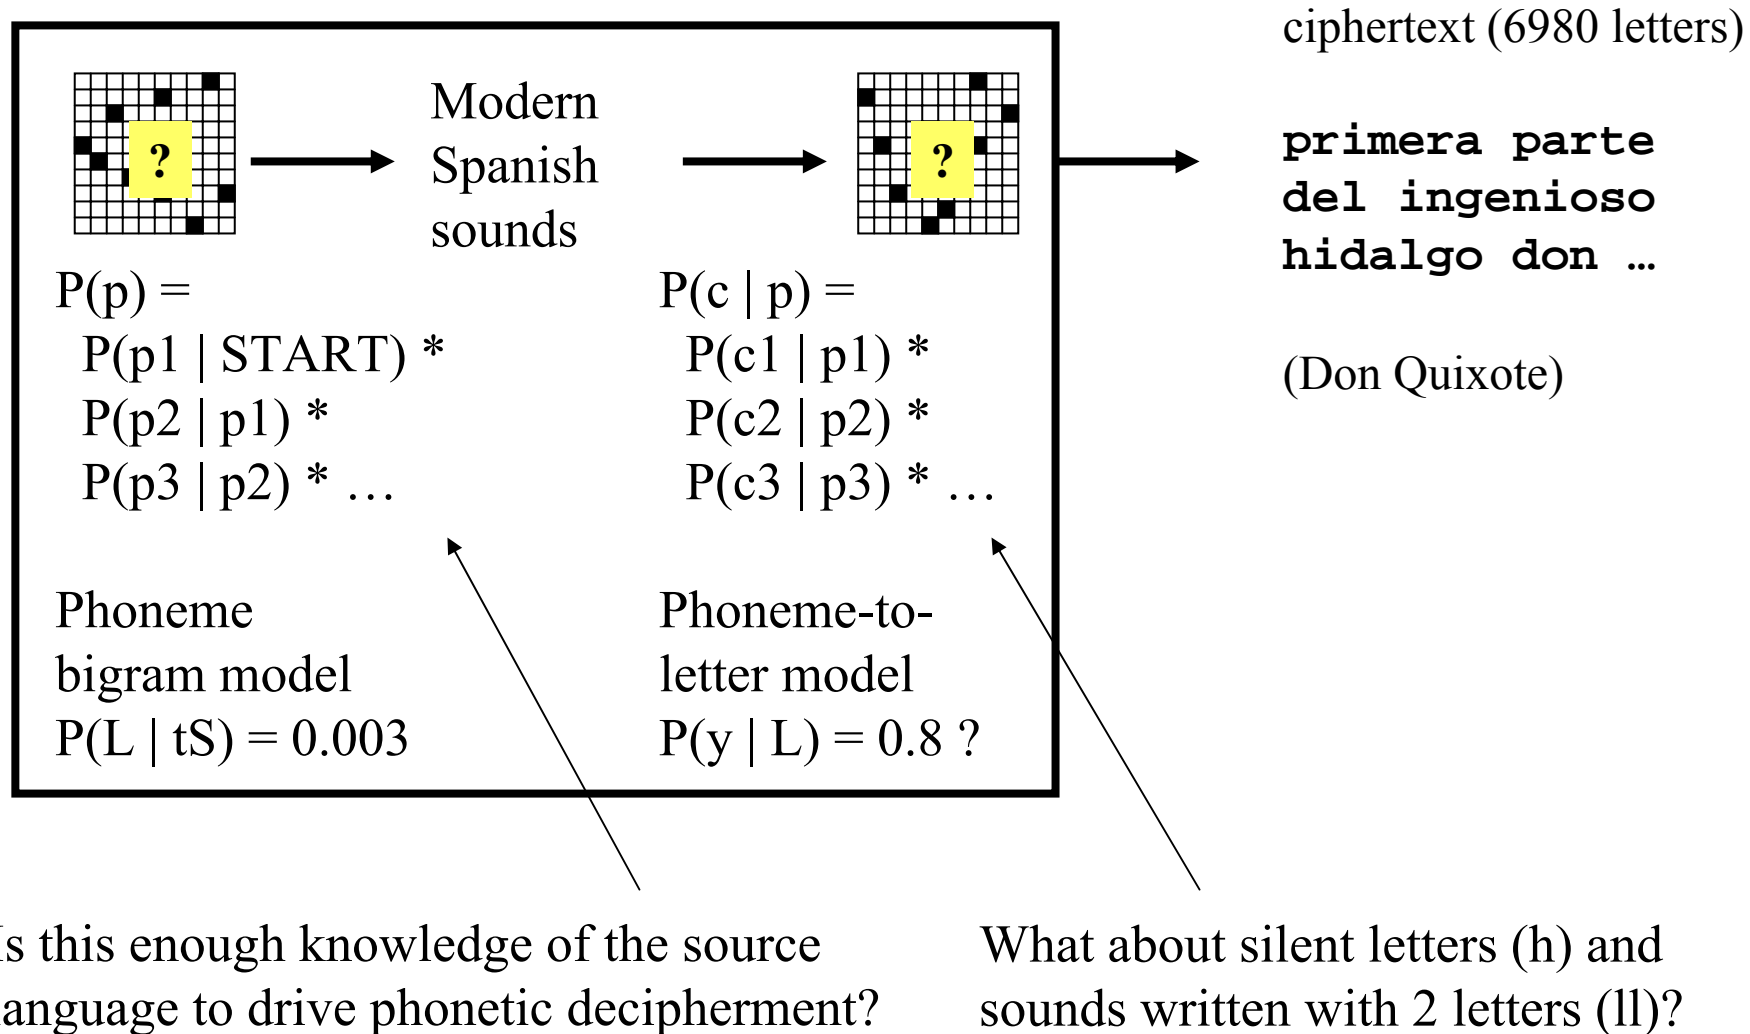 ciphertext (6980 letters)
?
Modern
Spanish
sounds
?
primera parte
del ingenioso
hidalgo don …
(Don Quixote)
P(p) =
P(p1 | START) *
P(p2 | p1) *
P(p3 | p2) * …
P(c | p) =
P(c1 | p1) *
P(c2 | p2) *
P(c3 | p3) * …
Phoneme
bigram model
P(L | tS) = 0.003
Phoneme-to-
letter model
P(y | L) = 0.8 ?
Is this enough knowledge of the source
language to drive phonetic decipherment?
What about silent letters (h) and
sounds written with 2 letters (ll)?